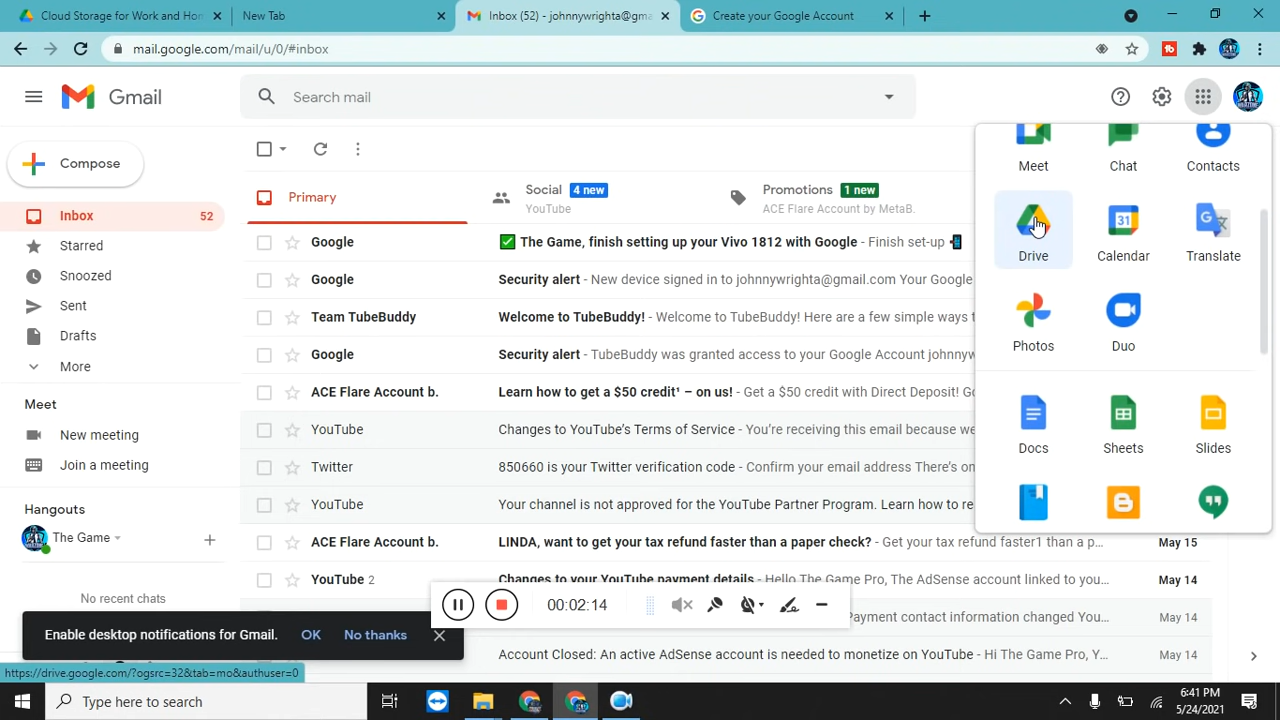 Cloud Storage for Work and Hom
New Tab
Inbox (52) - johnnywrighta@gma
Create your Google Account
mail.google.com/mail/u/0/#inbox
Gmail
Search mail
Compose
Inbox 52
Starred
Snoozed
Sent
Drafts
More
Meet
New meeting
Join a meeting
Hangouts
The Game
No recent chats
Primary
Social 4 new
YouTube
Promotions 1 new
ACE Flare Account by MetaB.
Google ✅ The Game, finish setting up your Vivo 1812 with Google - Finish set-up
Google Security alert - New device signed in to johnnywrighta@gmail.com Your Google
Team TubeBuddy Welcome to TubeBuddy! - Welcome to TubeBuddy! Here are a few simple ways
Google Security alert - TubeBuddy was granted access to your Google Account johnny
ACE Flare Account b. Learn how to get a $50 credit¹ – on us! - Get a $50 credit with Direct Deposit!
YouTube Changes to YouTube's Terms of Service - You're receiving this email because we
Twitter 850660 is your Twitter verification code - Confirm your email address There's on
YouTube Your channel is not approved for the YouTube Partner Program. Learn how to
ACE Flare Account b. LINDA, want to get your tax refund faster than a paper check? - Get your tax refund faster1 than a p... May 15
YouTube 2 Changes to your YouTube payment details - Hello The Game Pro, The AdSense account linked to you... May 14
Payment contact information changed You... May 14
Account Closed: An active AdSense account is needed to monetize on YouTube - Hi The Game Pro, Y... May 14
Meet
Chat
Contacts
Drive
Calendar
Translate
Photos
Duo
Docs
Sheets
Slides
31
00:02:14
Enable desktop notifications for Gmail. OK No thanks
https://drive.google.com/?ogsrc=32&tab=mo&authuser=0
Type here to search
6:41 PM
5/24/2021